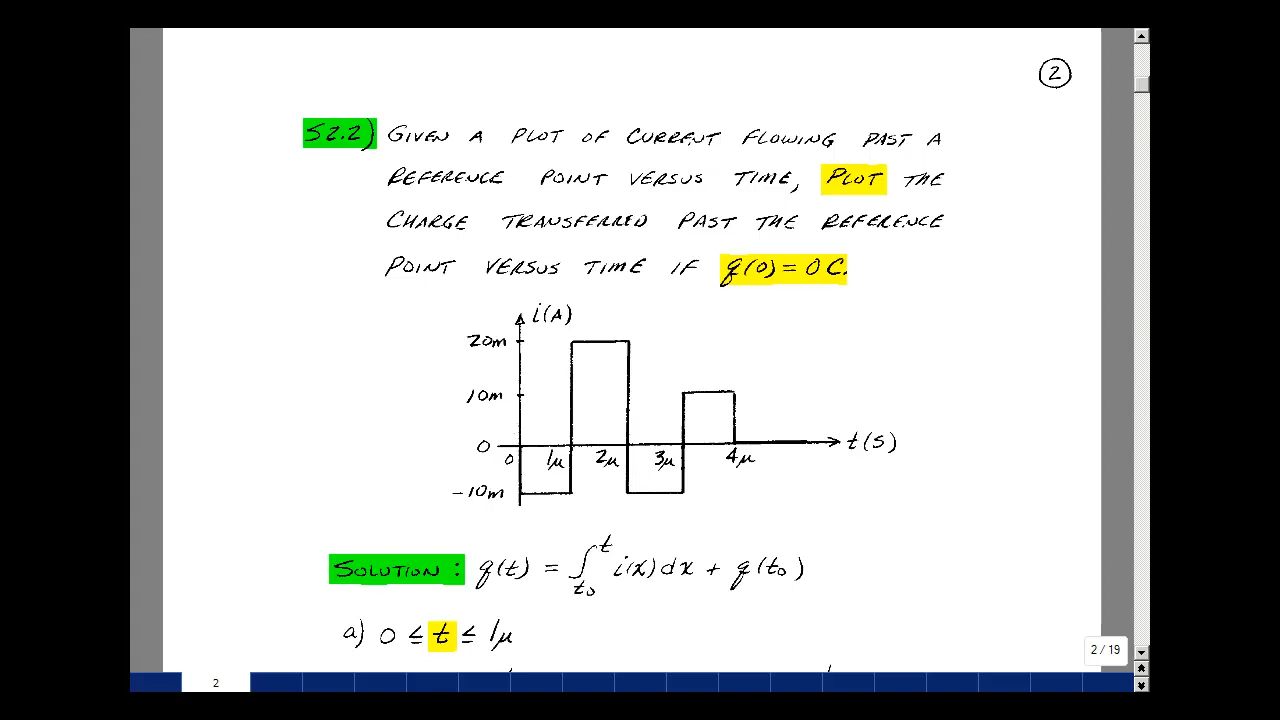 2
S2.2) GIVEN A PLOT OF CURRENT FLOWING PAST A
REFERENCE POINT VERSUS TIME, PLOT THE
CHARGE TRANSFERRED PAST THE REFERENCE
POINT VERSUS TIME IF q(0) = 0 C.
i(A)
20m
10m
0
t(S)
0 1μ 2μ 3μ 4μ
-10m
SOLUTION: q(t) = ∫ₜ₀ᵗ i(x)dx + q(t₀)
a) 0 ≤ t ≤ 1μ
2 / 19
2